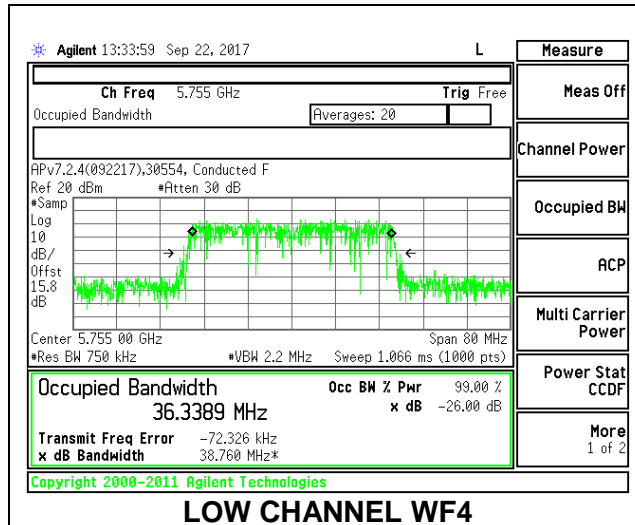 Agilent 13:33:59 Sep 22, 2017 L
Measure
Ch Freq 5.755 GHz Trig Free
Meas Off
Occupied Bandwidth Averages: 20
Channel Power
APv7.2.4(092217),30554, Conducted F
Ref 20 dBm #Atten 30 dB
#Samp
Log
10
dB/
Offst
15.8
dB
Occupied BW
ACP
Multi Carrier
Power
Center 5.755 00 GHz Span 80 MHz
#Res BW 750 kHz #VBW 2.2 MHz Sweep 1.066 ms (1000 pts)
Power Stat
CCDF
Occupied Bandwidth Occ BW % Pwr 99.00 %
36.3389 MHz x dB -26.00 dB
Transmit Freq Error -72.326 kHz
x dB Bandwidth 38.760 MHz*
More
1 of 2
Copyright 2000-2011 Agilent Technologies
LOW CHANNEL WF4